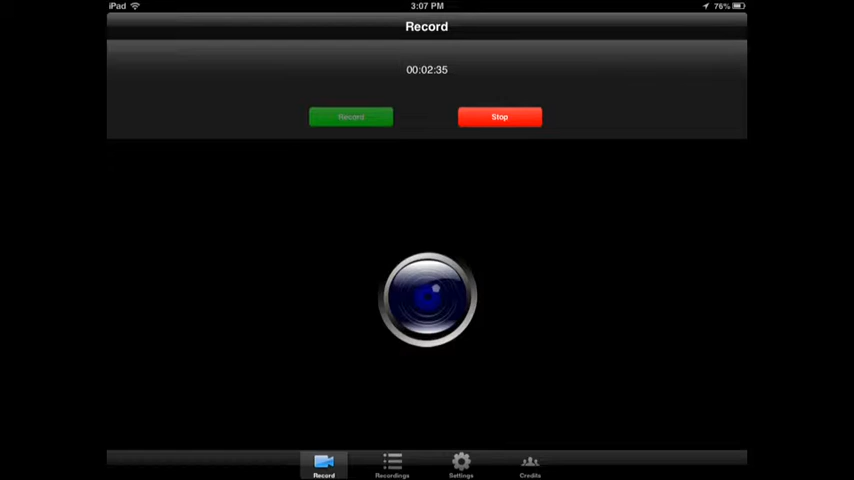 iPad 3:07 PM 76%
Record
00:02:35
Record Stop
Record Recordings Settings Credits